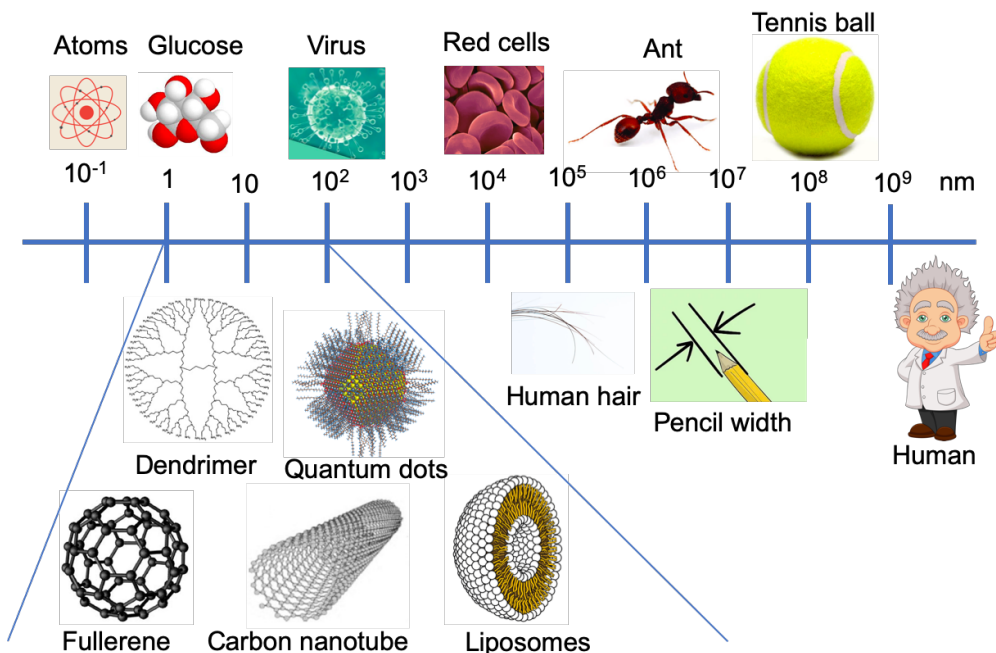 Tennis ball
Atoms Glucose Virus Red cells Ant
10⁻¹ 1 10 10² 10³ 10⁴ 10⁵ 10⁶ 10⁷ 10⁸ 10⁹ nm
Human hair
Pencil width
Human
Dendrimer Quantum dots
Fullerene Carbon nanotube Liposomes